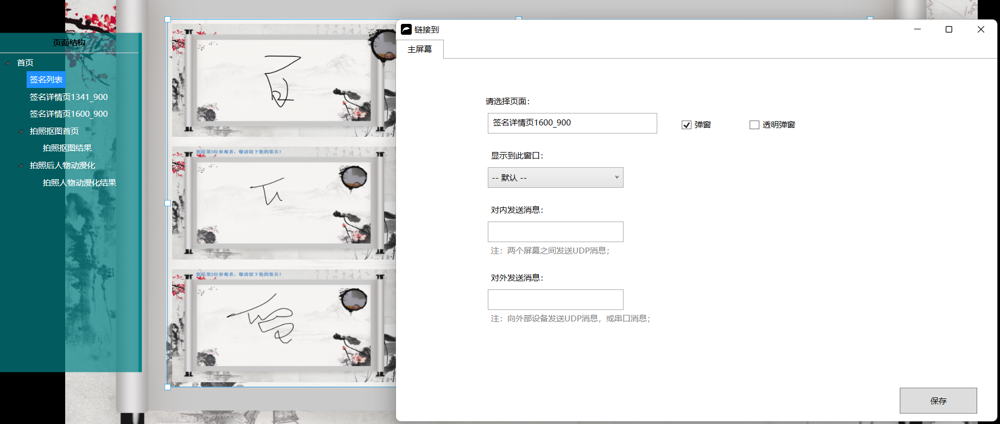 页面结构
首页
签名列表
签名详情页1341_900
签名详情页1600_900
拍照抠图首页
拍照抠图结果
拍照后人物动漫化
拍照人物动漫化结果
您是第3位参观者，敬请留下您的签名！
您是第2位参观者，敬请留下您的签名！
链接到
主屏幕
请选择页面：
签名详情页1600_900
弹窗
透明弹窗
显示到此窗口：
-- 默认 --
对内发送消息：
注：两个屏幕之间发送UDP消息；
对外发送消息：
注：向外部设备发送UDP消息，或串口消息；
保存